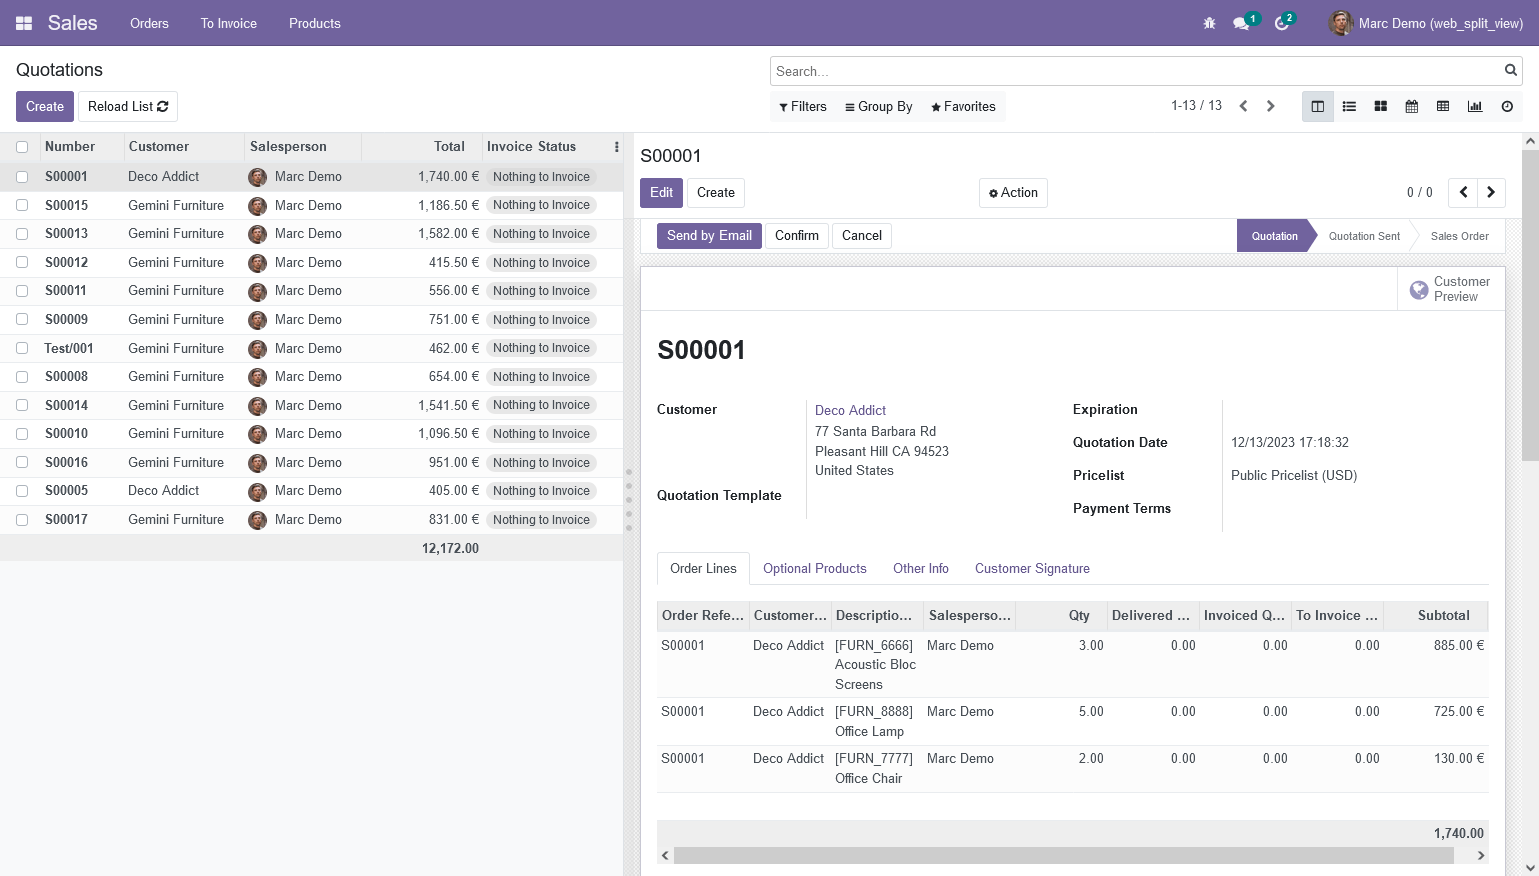 Sales Orders To Invoice Products 1 2 Marc Demo (web_split_view)
Quotations
Search...
Create Reload List Filters Group By Favorites 1-13 / 13
Number Customer Salesperson Total Invoice Status
S00001 Deco Addict Marc Demo 1,740.00 € Nothing to Invoice
S00015 Gemini Furniture Marc Demo 1,186.50 € Nothing to Invoice
S00013 Gemini Furniture Marc Demo 1,582.00 € Nothing to Invoice
S00012 Gemini Furniture Marc Demo 415.50 € Nothing to Invoice
S00011 Gemini Furniture Marc Demo 556.00 € Nothing to Invoice
S00009 Gemini Furniture Marc Demo 751.00 € Nothing to Invoice
Test/001 Gemini Furniture Marc Demo 462.00 € Nothing to Invoice
S00008 Gemini Furniture Marc Demo 654.00 € Nothing to Invoice
S00014 Gemini Furniture Marc Demo 1,541.50 € Nothing to Invoice
S00010 Gemini Furniture Marc Demo 1,096.50 € Nothing to Invoice
S00016 Gemini Furniture Marc Demo 951.00 € Nothing to Invoice
S00005 Deco Addict Marc Demo 405.00 € Nothing to Invoice
S00017 Gemini Furniture Marc Demo 831.00 € Nothing to Invoice
12,172.00
S00001
Edit Create Action 0 / 0
Send by Email Confirm Cancel Quotation Quotation Sent Sales Order
Customer
Preview
S00001
Customer Deco Addict
77 Santa Barbara Rd
Pleasant Hill CA 94523
United States
Quotation Template
Expiration
Quotation Date 12/13/2023 17:18:32
Pricelist Public Pricelist (USD)
Payment Terms
Order Lines Optional Products Other Info Customer Signature
Order Refe... Customer... Descriptio... Salesperso... Qty Delivered ... Invoiced Q... To Invoice ... Subtotal
S00001 Deco Addict [FURN_6666] Marc Demo 3.00 0.00 0.00 0.00 885.00 €
Acoustic Bloc
Screens
S00001 Deco Addict [FURN_8888] Marc Demo 5.00 0.00 0.00 0.00 725.00 €
Office Lamp
S00001 Deco Addict [FURN_7777] Marc Demo 2.00 0.00 0.00 0.00 130.00 €
Office Chair
1,740.00